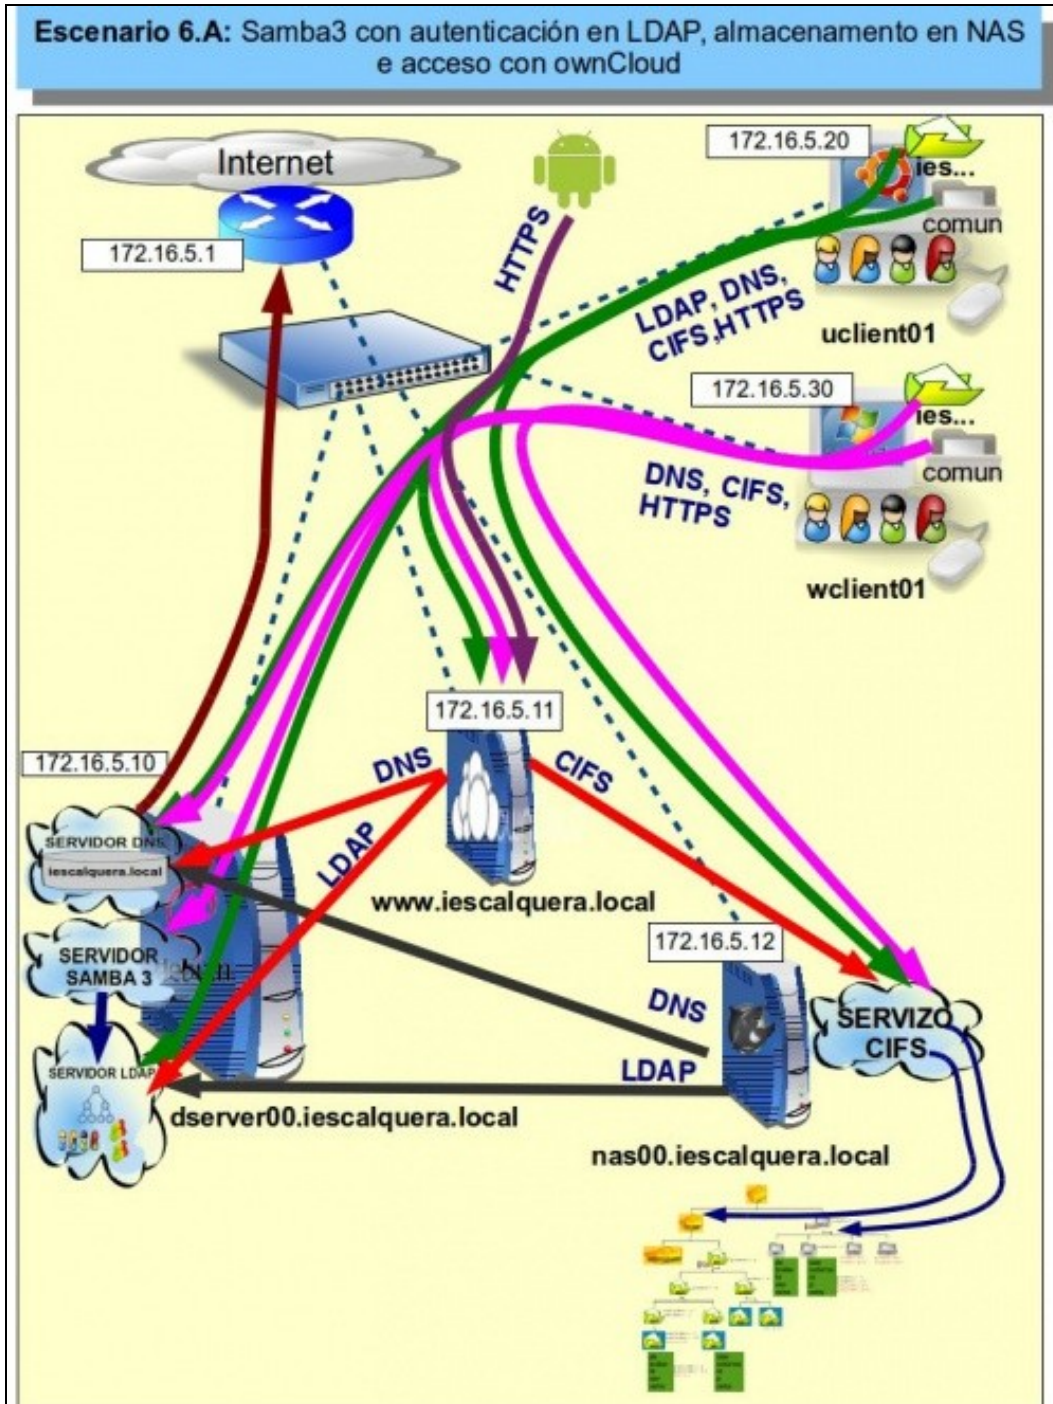 Escenario 6.A: Samba3 con autenticación en LDAP, almacenamento en NAS
e acceso con ownCloud
Internet
172.16.5.1
HTTPS
172.16.5.20
ies...
comun
LDAP, DNS,
CIFS,HTTPS
uclient01
172.16.5.30
ies...
comun
DNS, CIFS,
HTTPS
wclient01
172.16.5.11
172.16.5.10
DNS
CIFS
SERVIDOR DNS
iescalquera.local
LDAP
www.iescalquera.local
172.16.5.12
SERVIDOR
SAMBA 3
debian
DNS
SERVIZO
CIFS
SERVIDOR LDAP
LDAP
dserver00.iescalquera.local
nas00.iescalquera.local